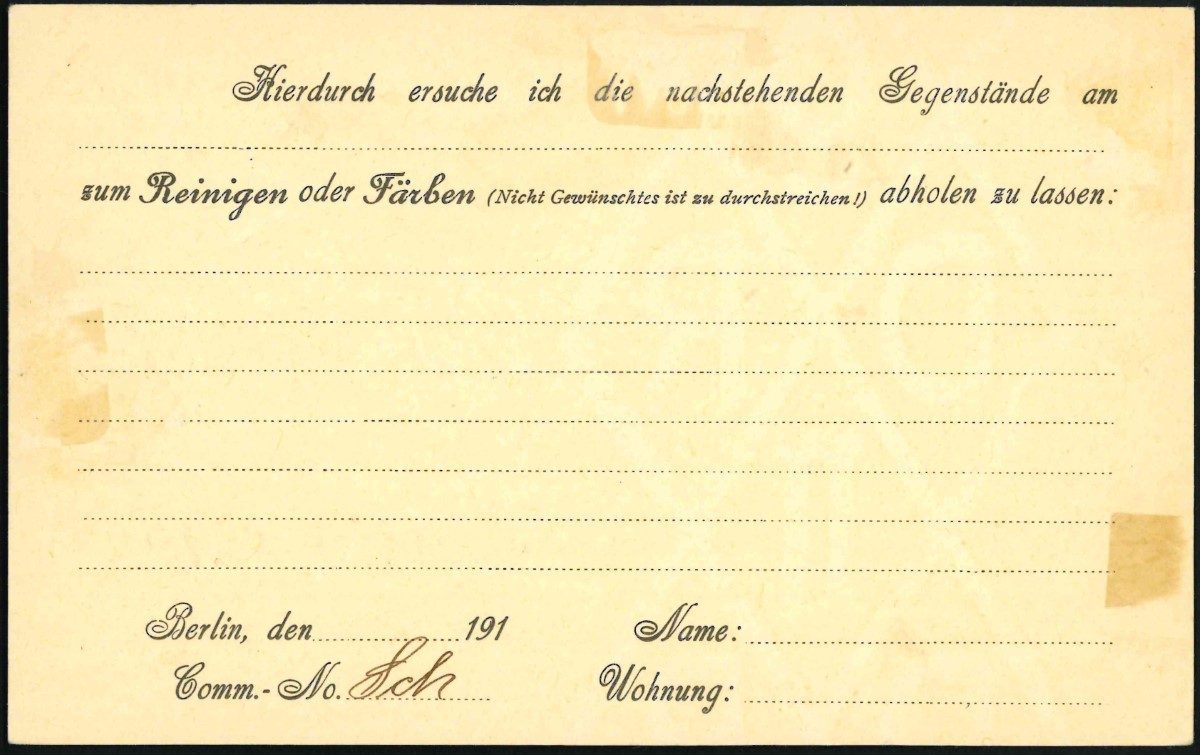 Hierdurch ersuche ich die nachstehenden Gegenstände am
zum Reinigen oder Färben (Nicht Gewünschtes ist zu durchstreichen!) abholen zu lassen:
Berlin, den 191 Name:
Comm.-No. Sch Wohnung: